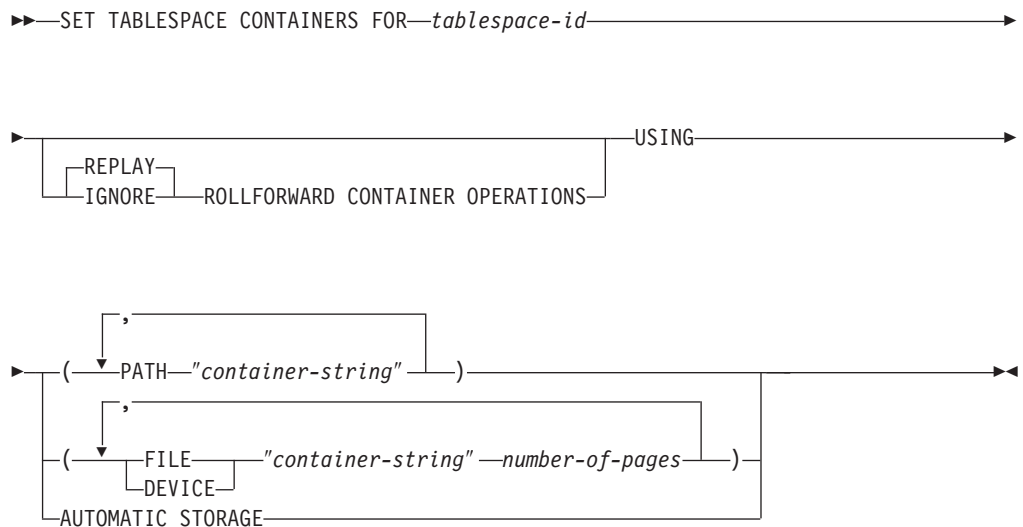 SET TABLESPACE CONTAINERS FOR tablespace-id
USING
REPLAY
IGNORE ROLLFORWARD CONTAINER OPERATIONS
,
( PATH "container-string" )
,
( FILE "container-string" number-of-pages )
DEVICE
AUTOMATIC STORAGE